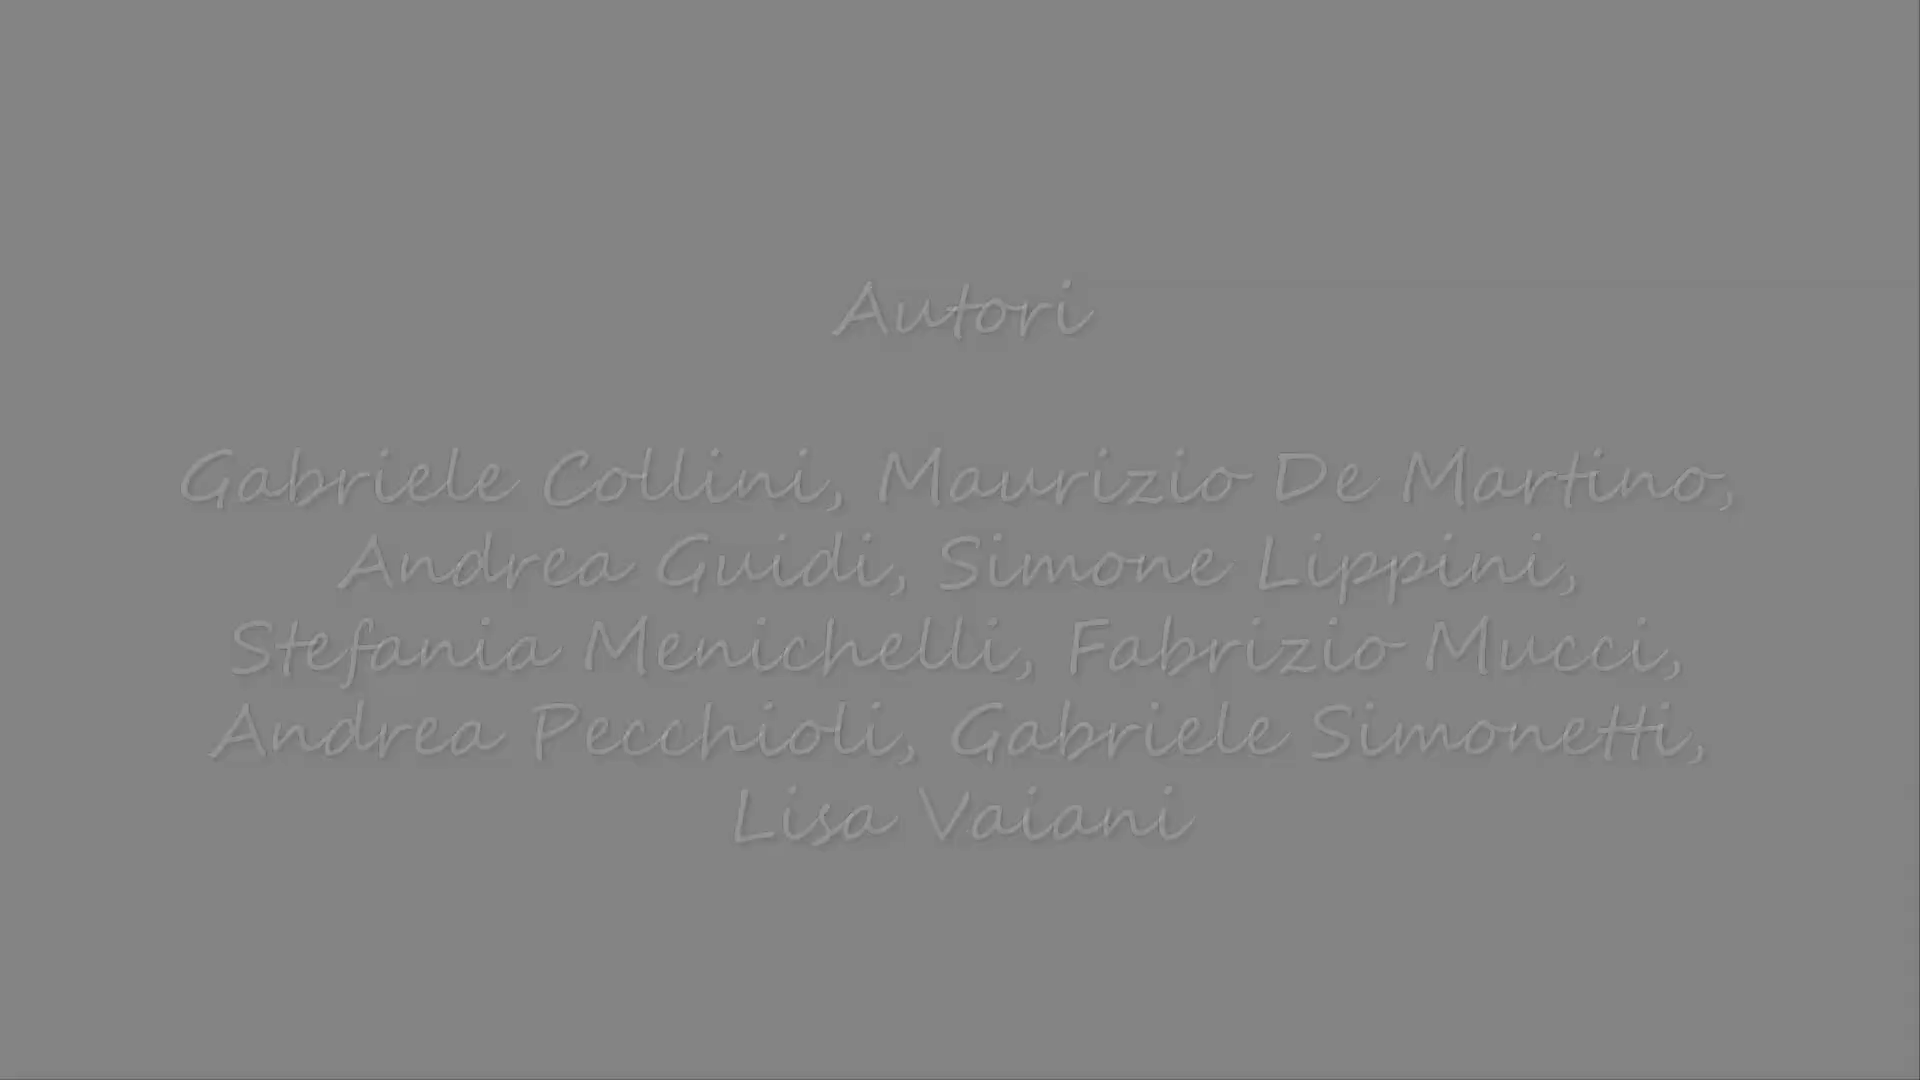 Autori
Gabriele Collini, Maurizio De Martino,
Andrea Guidi, Simone Lippini,
Stefania Menichelli, Fabrizio Mucci,
Andrea Pecchioli, Gabriele Simonetti,
Lisa Vaiani